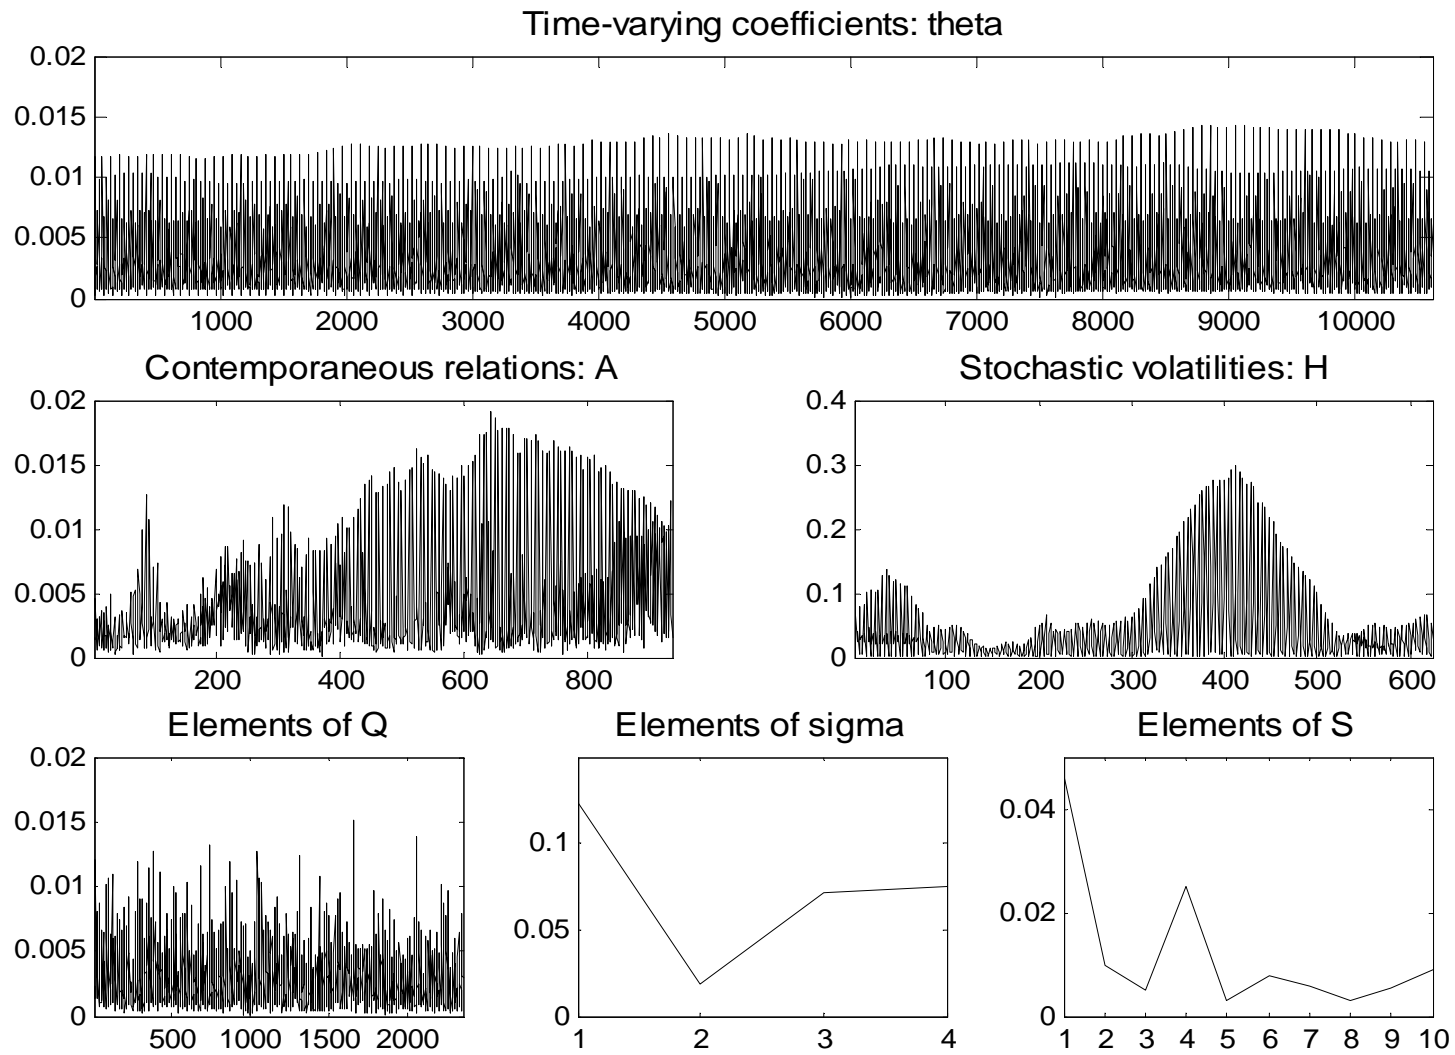 Time-varying coefficients: theta
0.02
0.015
0.01
0.005
0
1000 2000 3000 4000 5000 6000 7000 8000 9000 10000
Contemporaneous relations: A
0.02
0.015
0.01
0.005
0
200 400 600 800
Stochastic volatilities: H
0.4
0.3
0.2
0.1
0
100 200 300 400 500 600
Elements of Q
0.02
0.015
0.01
0.005
0
500 1000 1500 2000
Elements of sigma
0.1
0.05
0
1 2 3 4
Elements of S
0.04
0.02
0
1 2 3 4 5 6 7 8 9 10